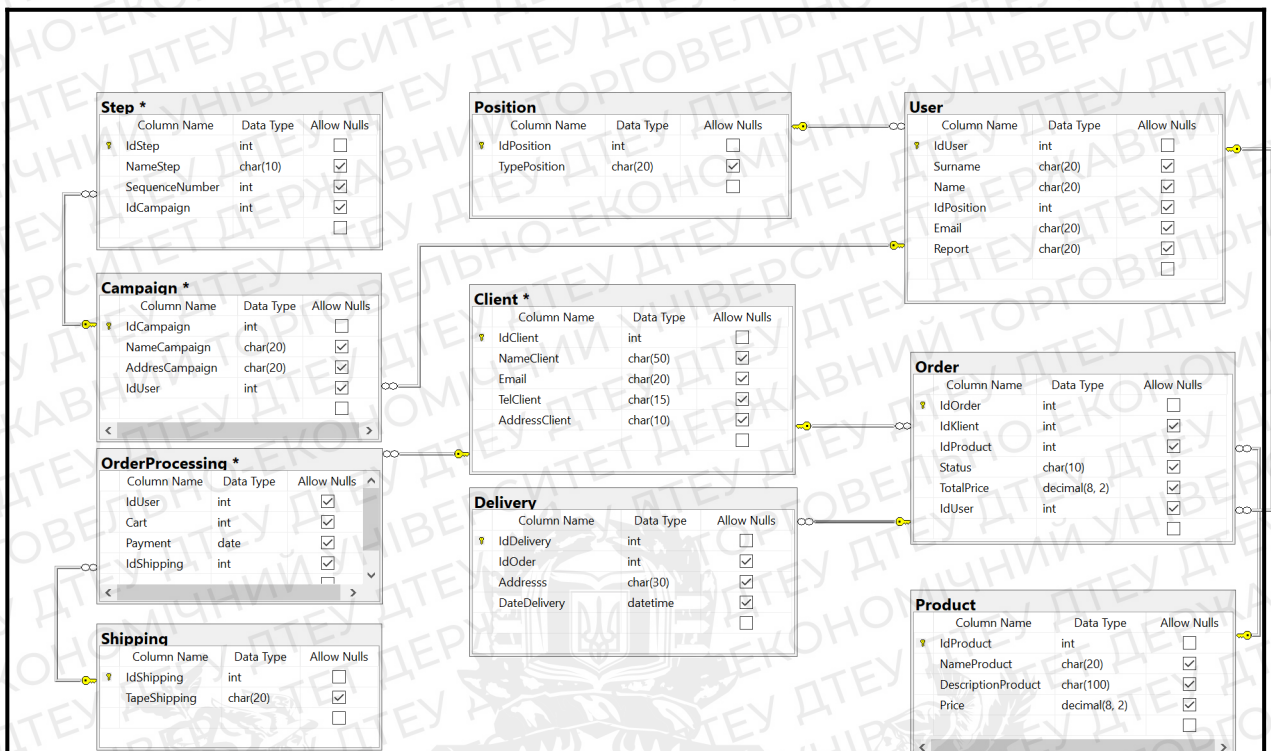 Step *
Column Name Data Type Allow Nulls
IdStep int
NameStep char(10)
SequenceNumber int
IdCampaign int
Position
Column Name Data Type Allow Nulls
IdPosition int
TypePosition char(20)
User
Column Name Data Type Allow Nulls
IdUser int
Surname char(20)
Name char(20)
IdPosition int
Email char(20)
Report char(20)
Campaign *
Column Name Data Type Allow Nulls
IdCampaign int
NameCampaign char(20)
AddresCampaign char(20)
IdUser int
Client *
Column Name Data Type Allow Nulls
IdClient int
NameClient char(50)
Email char(20)
TelClient char(15)
AddressClient char(10)
Order
Column Name Data Type Allow Nulls
IdOrder int
IdKlient int
IdProduct int
Status char(10)
TotalPrice decimal(8, 2)
IdUser int
OrderProcessing *
Column Name Data Type Allow Nulls
IdUser int
Cart int
Payment date
IdShipping int
Delivery
Column Name Data Type Allow Nulls
IdDelivery int
IdOder int
Addresss char(30)
DateDelivery datetime
Shipping
Column Name Data Type Allow Nulls
IdShipping int
TapeShipping char(20)
Product
Column Name Data Type Allow Nulls
IdProduct int
NameProduct char(20)
DescriptionProduct char(100)
Price decimal(8, 2)